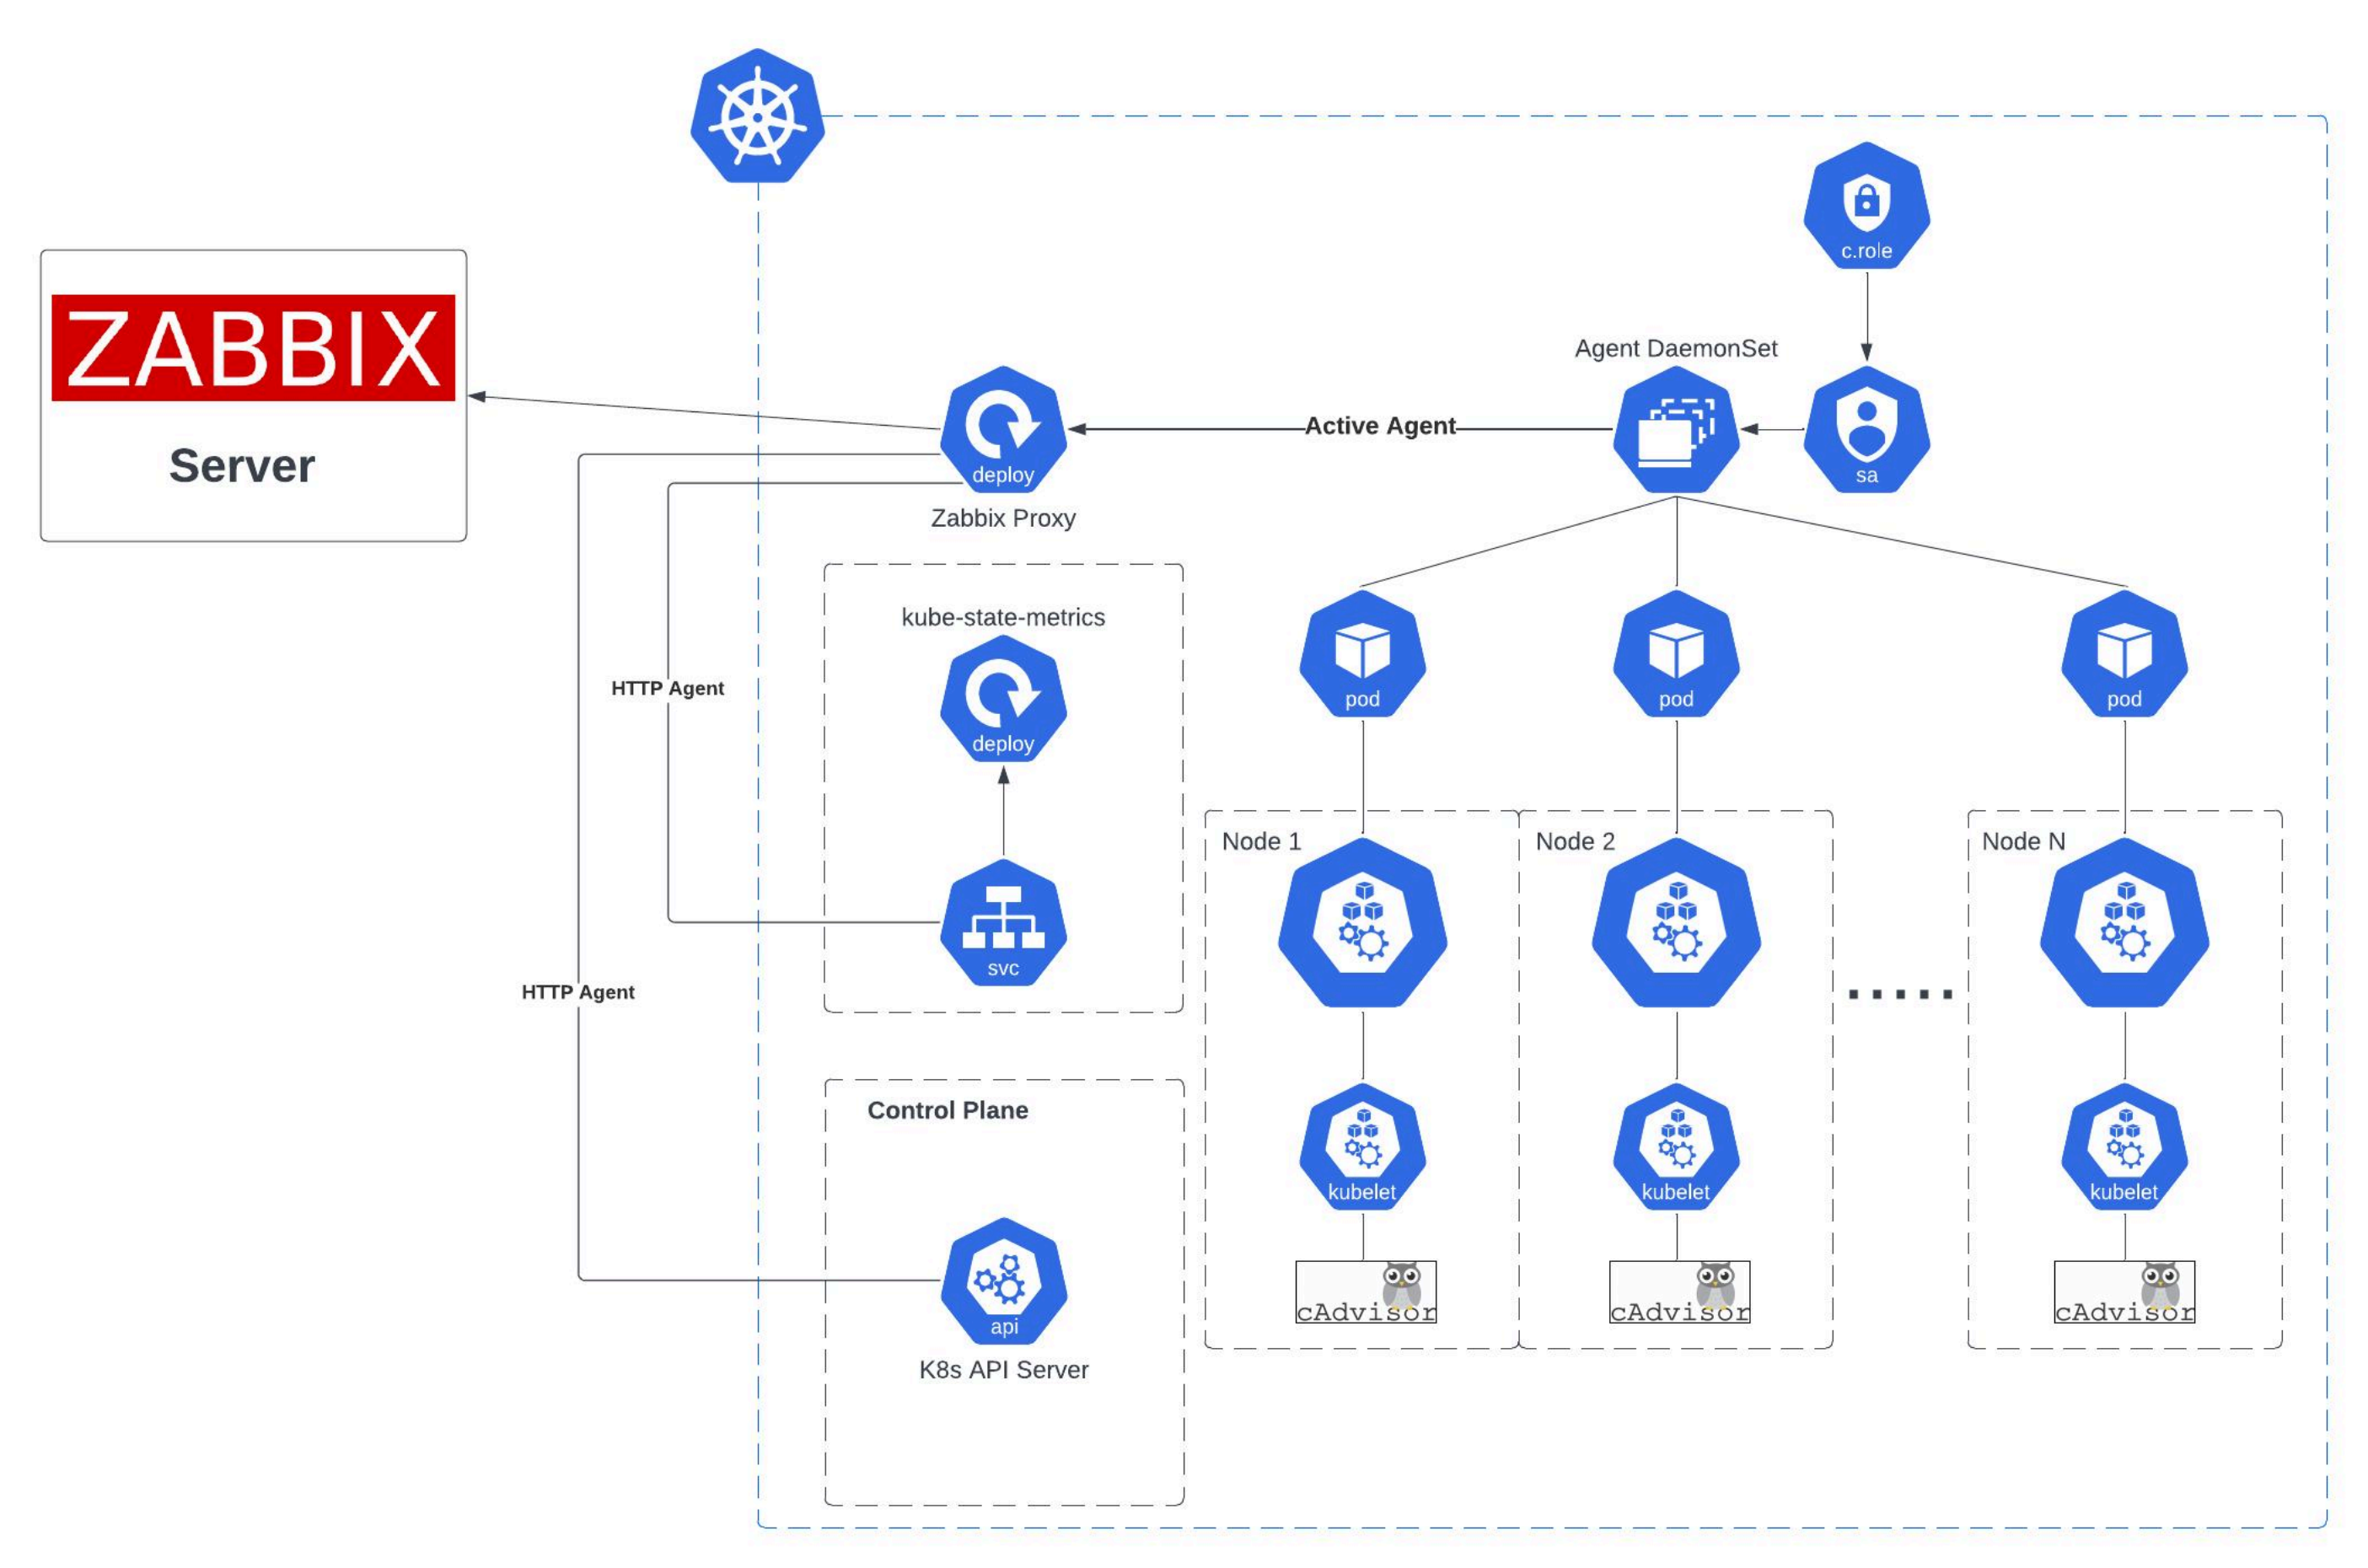 c.role
ZABBIX
Server
Agent DaemonSet
Active Agent
deploy
sa
Zabbix Proxy
kube-state-metrics
HTTP Agent
deploy
pod
pod
pod
Node 1
Node 2
Node N
svc
HTTP Agent
.....
Control Plane
kubelet
kubelet
kubelet
cAdvisor
cAdvisor
cAdvisor
api
K8s API Server